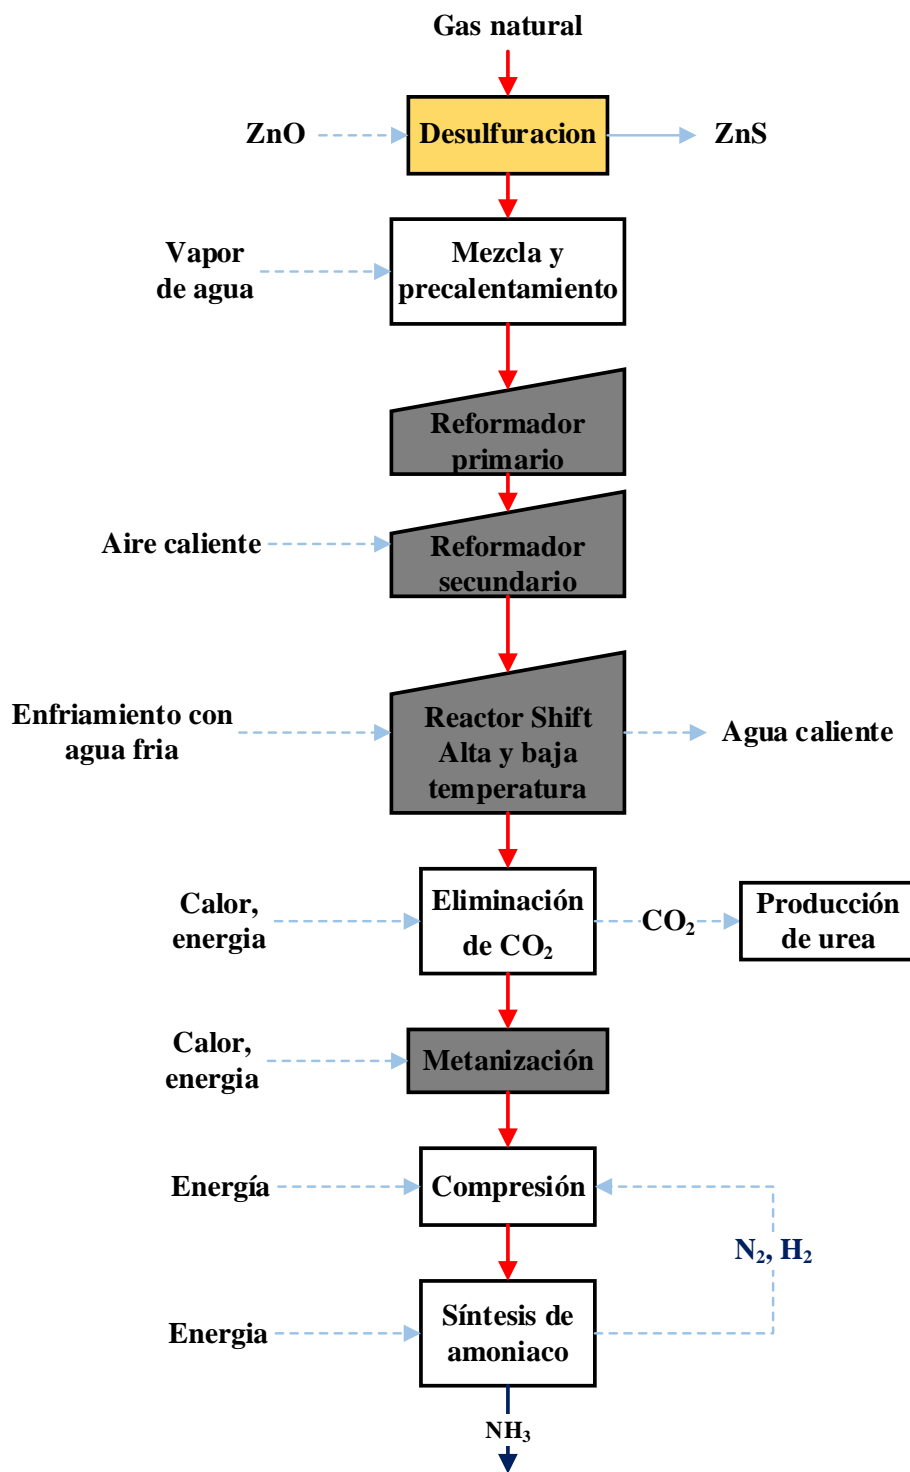 Gas natural
ZnO
Desulfuracion
ZnS
Vapor
de agua
Mezcla y
precalentamiento
Reformador
primario
Aire caliente
Reformador
secundario
Enfriamiento con
agua fria
Reactor Shift
Alta y baja
temperatura
Agua caliente
Calor,
energia
Eliminación
de CO₂
CO₂
Producción
de urea
Calor,
energia
Metanización
Energía
Compresión
N₂, H₂
Energia
Síntesis de
amoniaco
NH₃